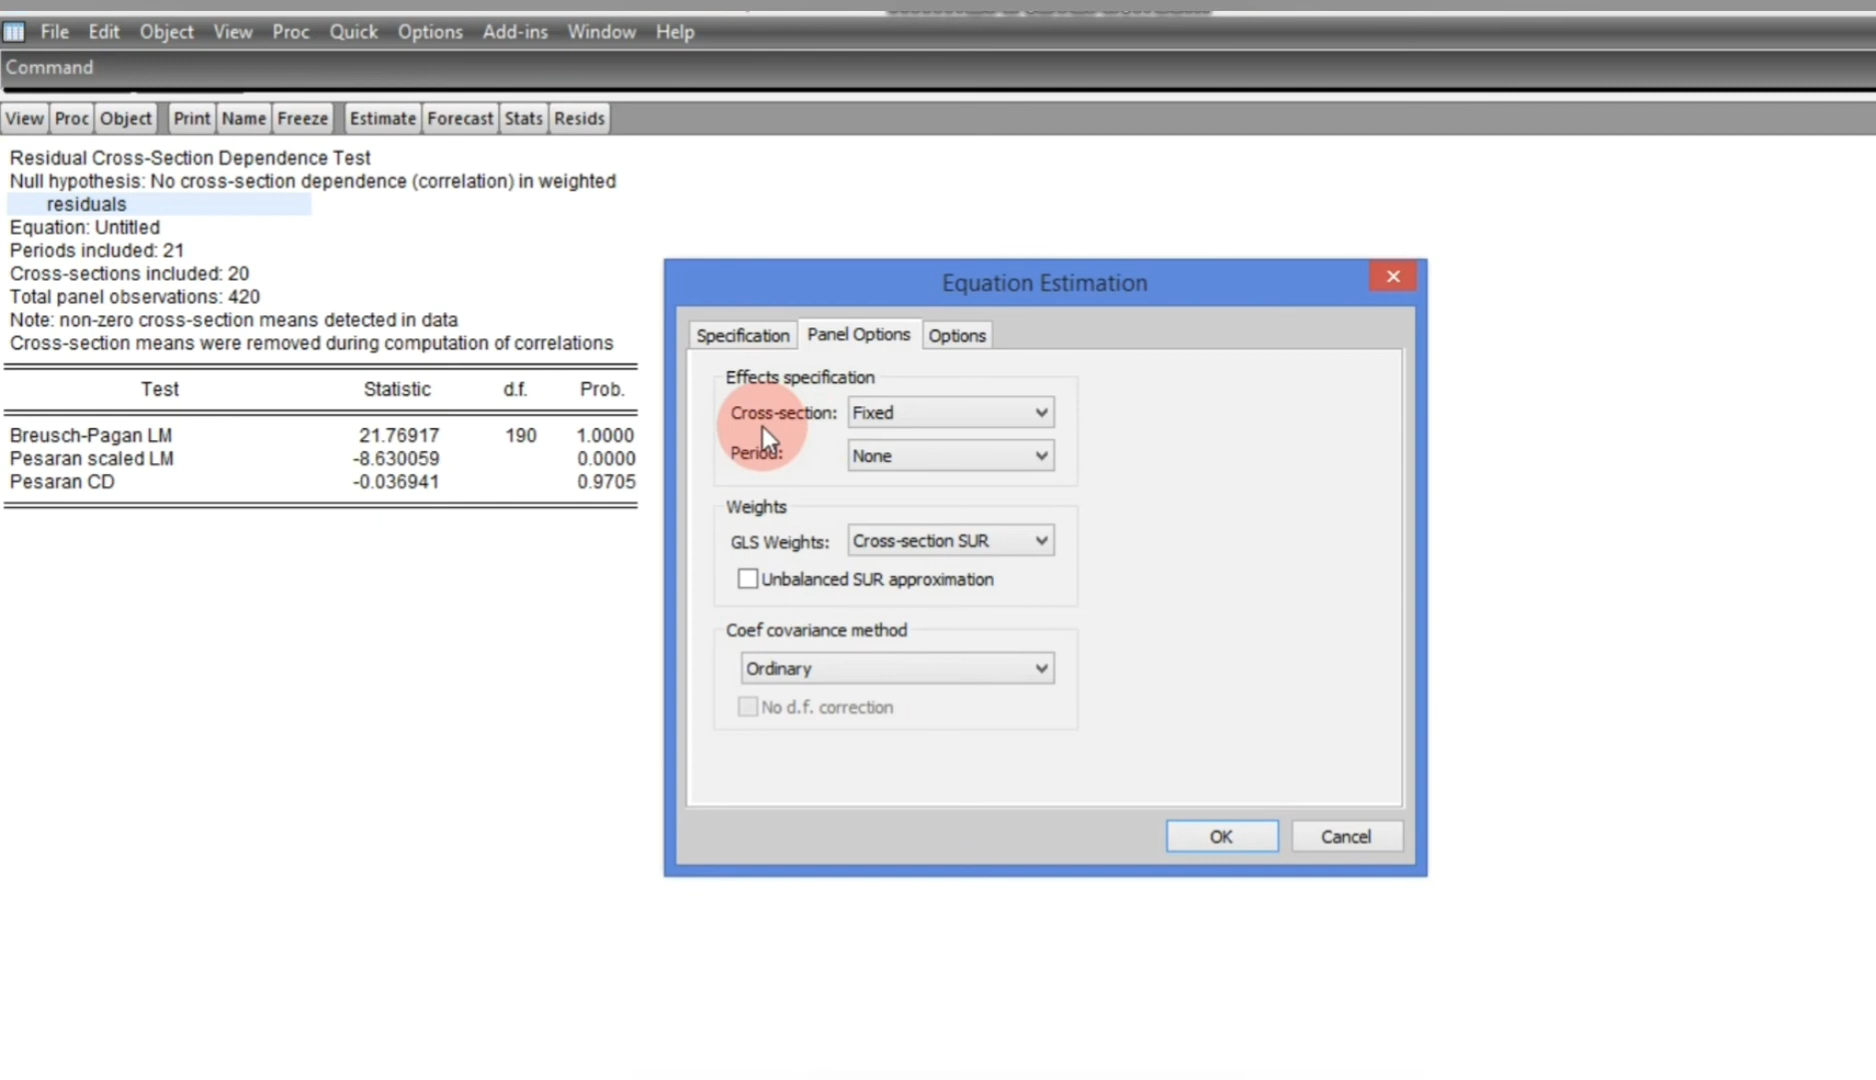 File Edit Object View Proc Quick Options Add-ins Window Help
Command
View Proc Object Print Name Freeze Estimate Forecast Stats Resids
Residual Cross-Section Dependence Test
Null hypothesis: No cross-section dependence (correlation) in weighted
residuals
Equation: Untitled
Periods included: 21
Cross-sections included: 20
Total panel observations: 420
Note: non-zero cross-section means detected in data
Cross-section means were removed during computation of correlations
Test Statistic d.f. Prob.
Breusch-Pagan LM 21.76917 190 1.0000
Pesaran scaled LM -8.630059 0.0000
Pesaran CD -0.036941 0.9705
Equation Estimation
Specification Panel Options Options
Effects specification
Cross-section: Fixed
Period: None
Weights
GLS Weights: Cross-section SUR
Unbalanced SUR approximation
Coef covariance method
Ordinary
No d.f. correction
OK Cancel